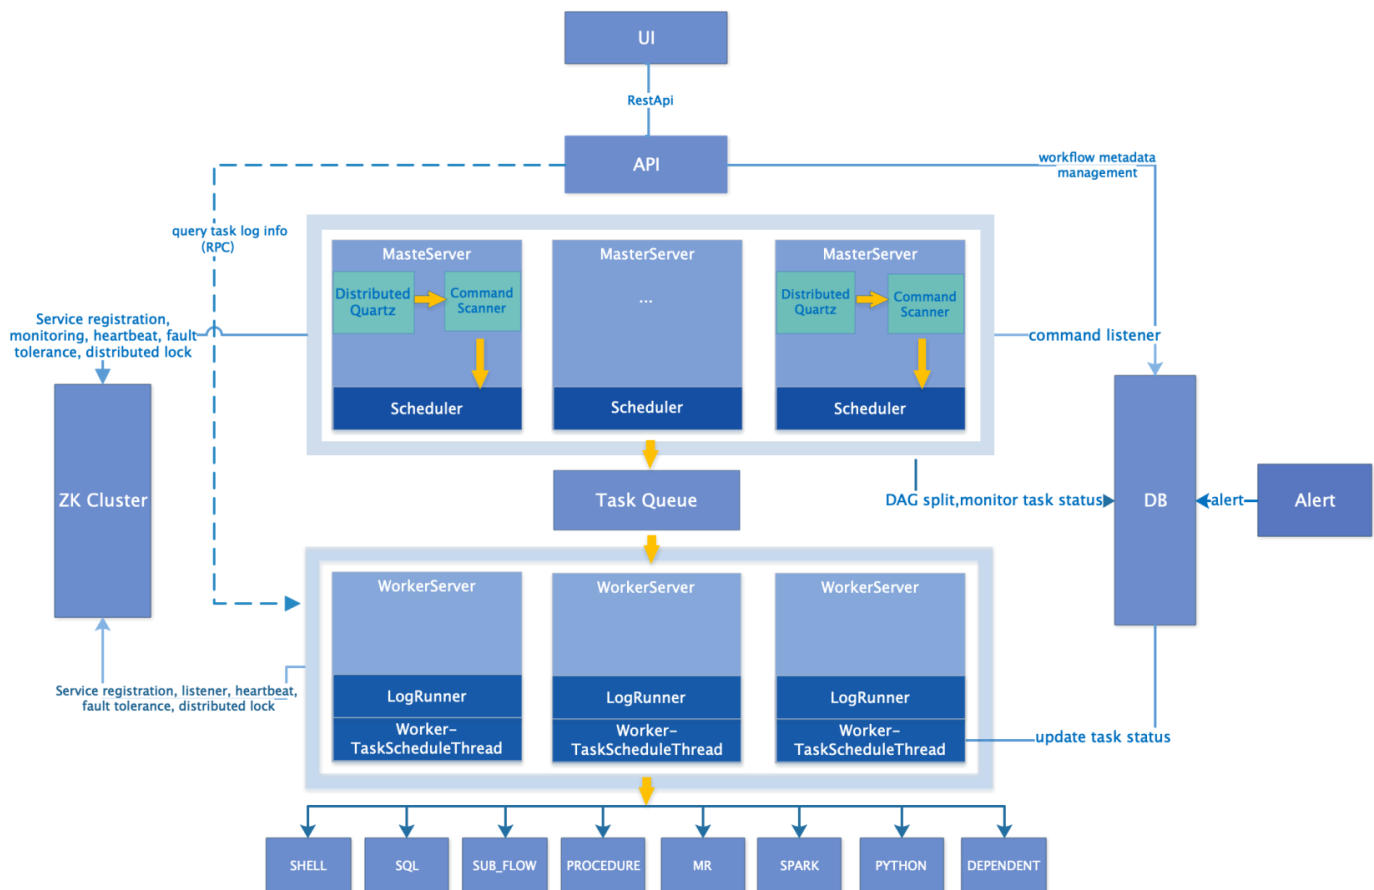 UI
RestApi
API
workflow metadata
management
query task log info
(RPC)
MasteServer
MasterServer
MasterServer
Distributed
Quartz
Command
Scanner
...
Distributed
Quartz
Command
Scanner
Service registration,
monitoring, heartbeat, fault
tolerance, distributed lock
command listener
Scheduler
Scheduler
Scheduler
ZK Cluster
Task Queue
DAG split,monitor task status
DB
alert
Alert
WorkerServer
WorkerServer
WorkerServer
Service registration, listener, heartbeat,
fault tolerance, distributed lock
LogRunner
LogRunner
LogRunner
Worker-
TaskScheduleThread
Worker-
TaskScheduleThread
Worker-
TaskScheduleThread
update task status
SHELL
SQL
SUB_FLOW
PROCEDURE
MR
SPARK
PYTHON
DEPENDENT